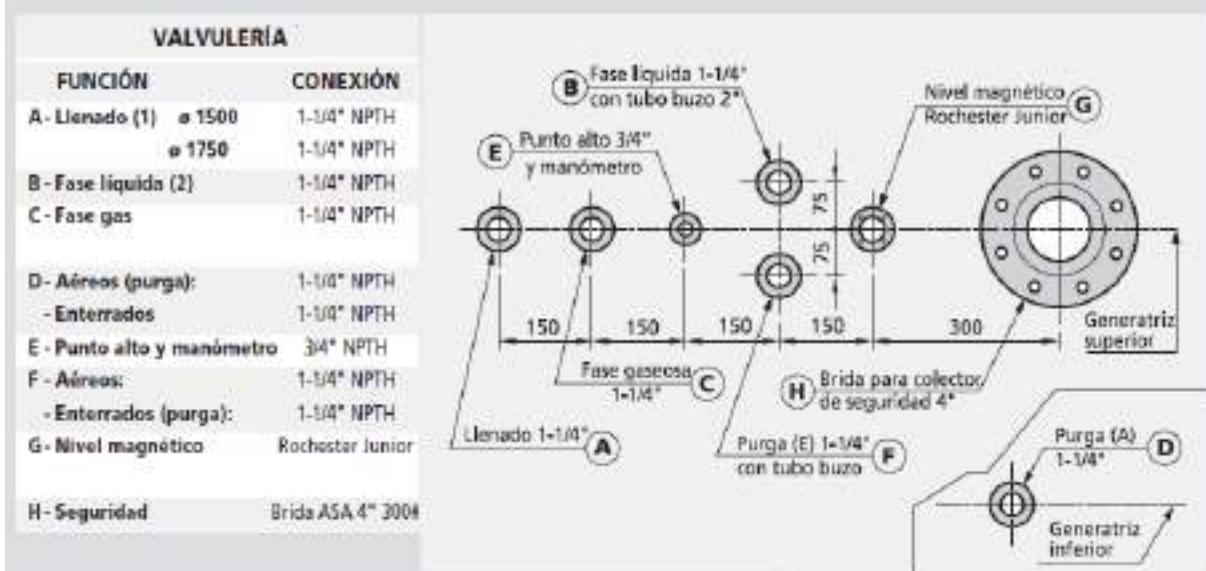 VALVULERÍA
FUNCIÓN CONEXIÓN
A- Llenado (1) ø 1500 1-1/4" NPTH
ø 1750 1-1/4" NPTH
B - Fase líquida (2) 1-1/4" NPTH
C - Fase gas 1-1/4" NPTH
D- Aéreos (purga): 1-1/4" NPTH
- Enterrados 1-1/4" NPTH
E - Punto alto y manómetro 3/4" NPTH
F - Aéreos: 1-1/4" NPTH
- Enterrados (purga): 1-1/4" NPTH
G- Nivel magnético Rochester Junior
H - Seguridad Brida ASA 4" 300#
B
Fase líquida 1-1/4"
con tubo buzo 2"
E
Punto alto 3/4"
y manómetro
Nivel magnético
Rochester Junior
G
75
75
150
150
150
150
300
Generatriz
superior
Fase gaseosa
1-1/4"
C
H
Brida para colector
de seguridad 4"
Llenado 1-1/4"
A
Purga (E) 1-1/4"
con tubo buzo
F
Purga (A)
1-1/4"
D
Generatriz
inferior